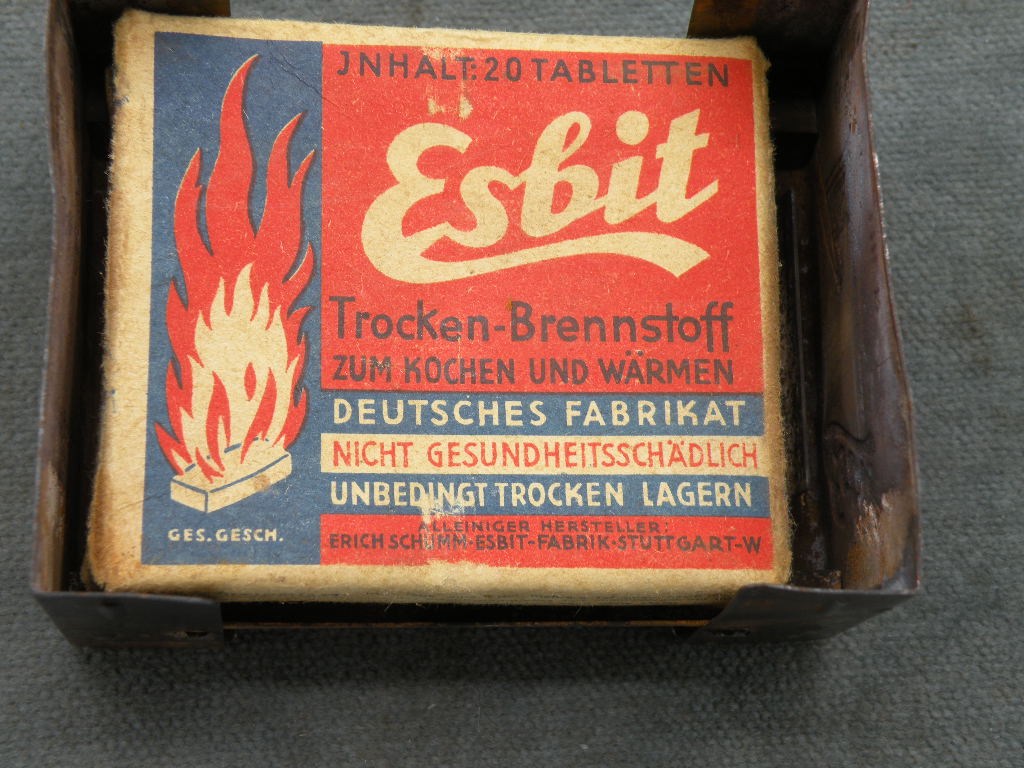 JNHALT: 20 TABLETTEN
Esbit
Trocken-Brennstoff
ZUM KOCHEN UND WÄRMEN
DEUTSCHES FABRIKAT
NICHT GESUNDHEITSSCHÄDLICH
UNBEDINGT TROCKEN LAGERN
GES. GESCH.
ALLEINIGER HERSTELLER:
ERICH SCHUMM-ESBIT-FABRIK·STUTTGART-W